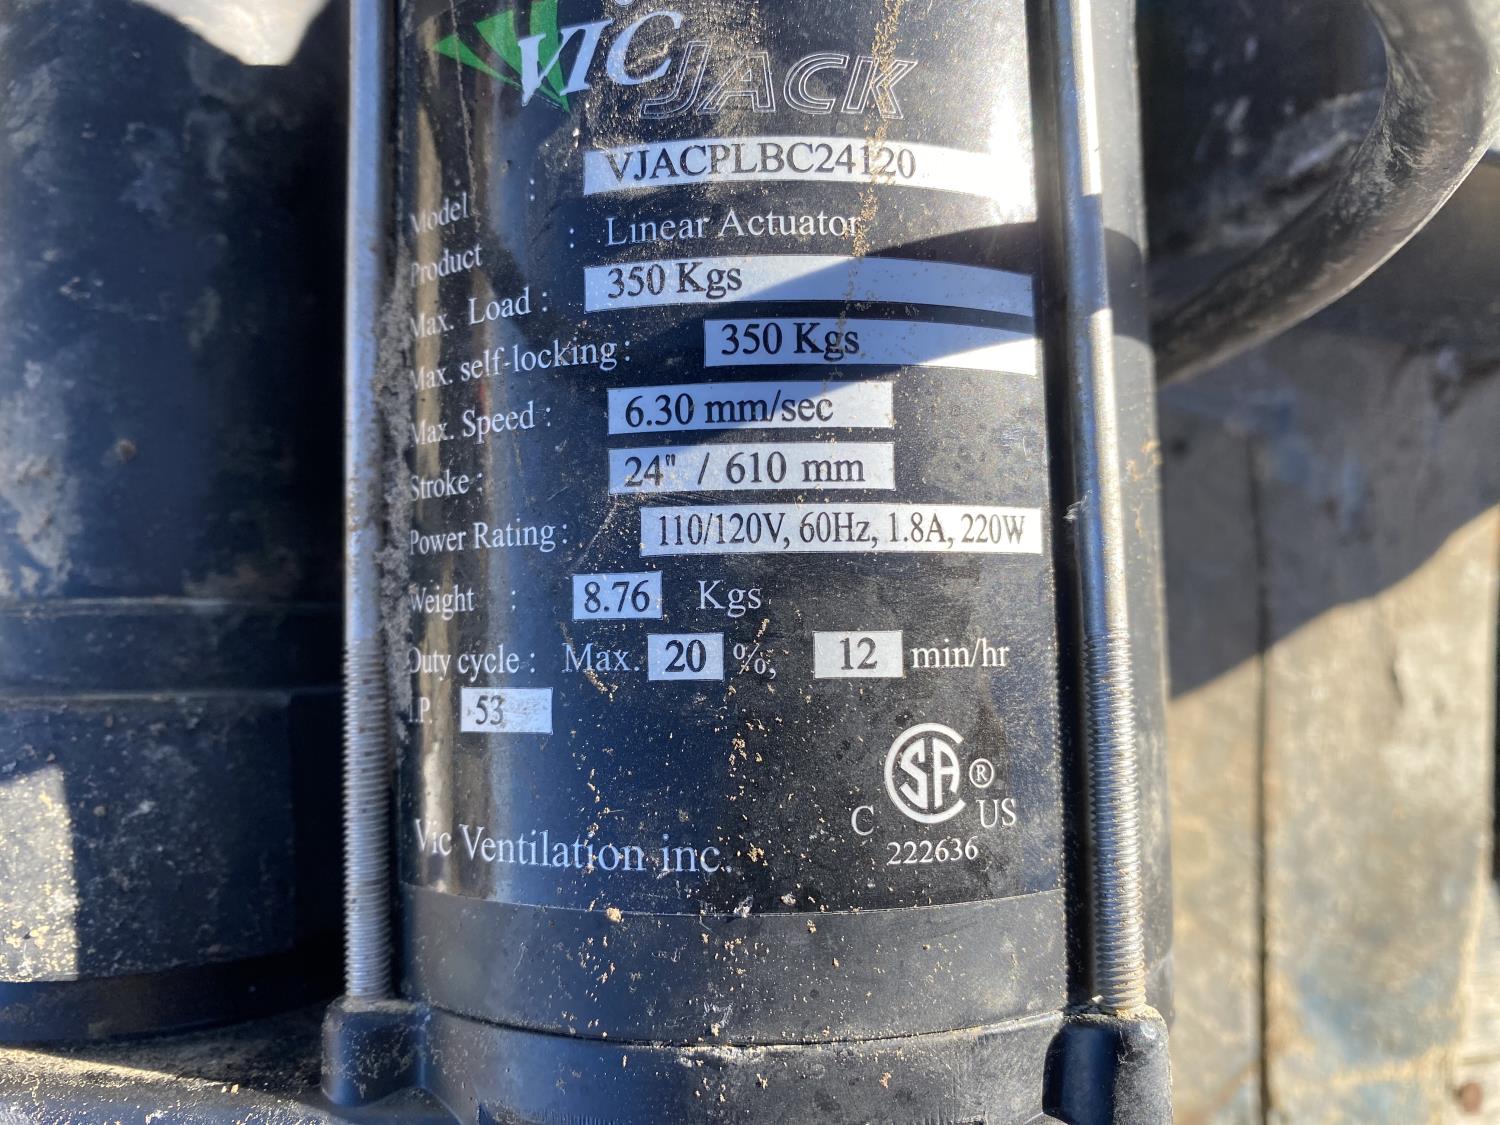 VIC JACK
Model : VJACPLBC24120
Product : Linear Actuator
Max. Load : 350 Kgs
Max. self-locking : 350 Kgs
Max. Speed : 6.30 mm/sec
Stroke : 24" / 610 mm
Power Rating : 110/120V, 60Hz, 1.8A, 220W
Weight : 8.76 Kgs
Duty cycle : Max. 20 %, 12 min/hr
I.P. 53
CSA ®
C US
Vic Ventilation inc.
222636